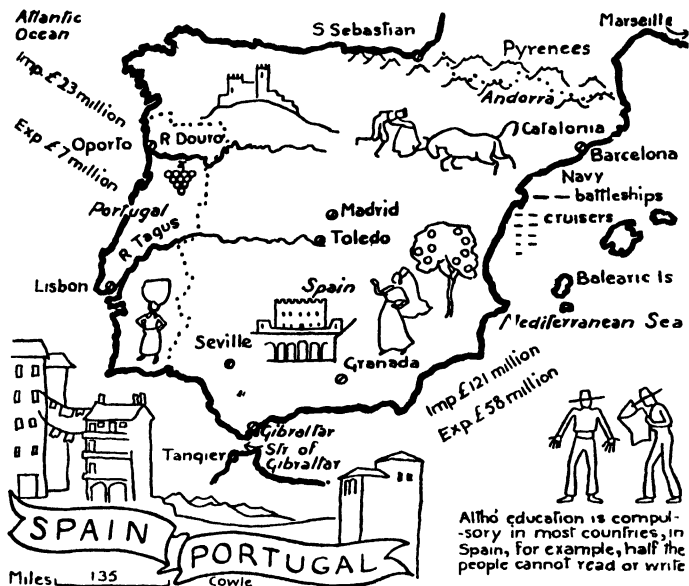 Atlantic
Ocean
S Sebastian
Marseille
Pyrenees
Imp. £23 million
Andorra
Exp £7 million
Oporto
R Douro
Catalonia
Barcelona
Navy
battleships
cruisers
Portugal
R Tagus
Madrid
Toledo
Lisbon
Spain
Balearic Is
Mediterranean Sea
Seville
Granada
Imp £121 million
Exp £58 million
Gibraltar
Str of
Gibraltar
Tangier
SPAIN
PORTUGAL
Altho' education is compul-
-sory in most countries, in
Spain, for example, half the
people cannot read or write
Miles 135
Cowle